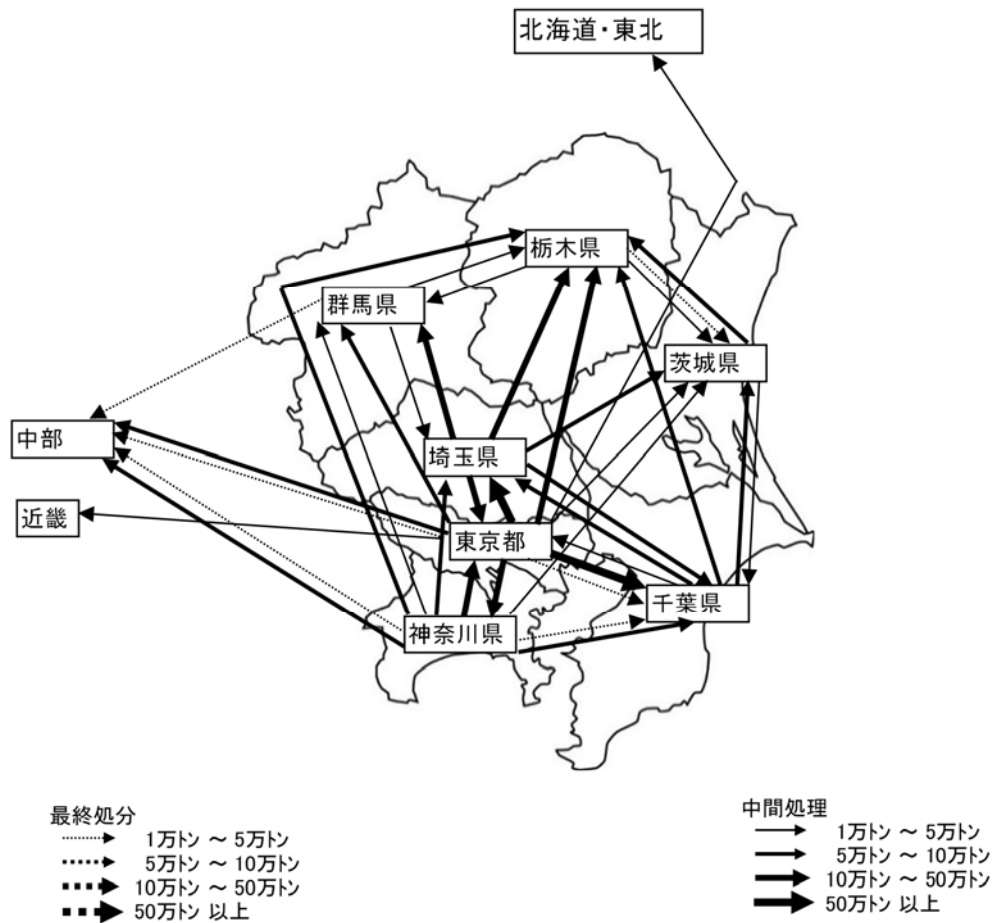 北海道・東北
栃木県
群馬県
茨城県
中部
埼玉県
近畿
東京都
千葉県
神奈川県
最終処分
1万トン ～ 5万トン
5万トン ～ 10万トン
10万トン ～ 50万トン
50万トン 以上
中間処理
1万トン ～ 5万トン
5万トン ～ 10万トン
10万トン ～ 50万トン
50万トン 以上